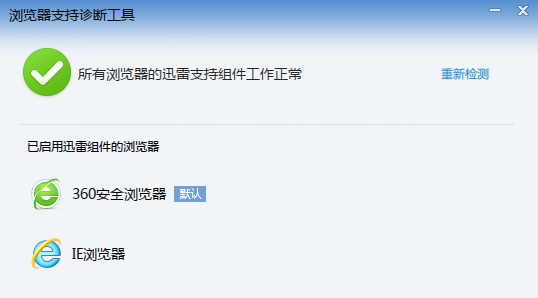 浏览器支持诊断工具
所有浏览器的迅雷支持组件工作正常 重新检测
已启用迅雷组件的浏览器
360安全浏览器 默认
IE浏览器